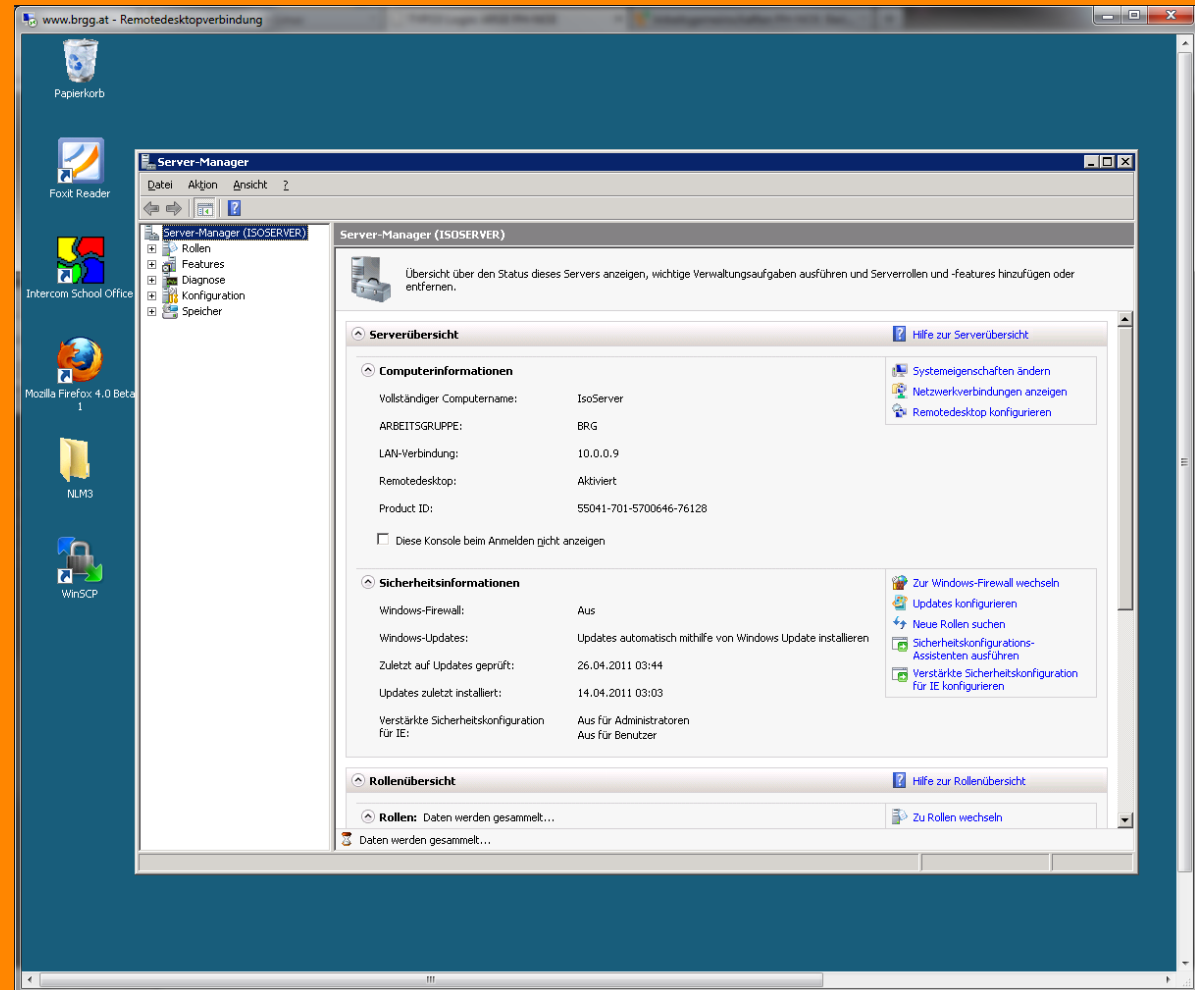 www.brgg.at - Remotedesktopverbindung
Papierkorb
Foxit Reader
Intercom School Office
Mozilla Firefox 4.0 Beta
1
NLM3
WinSCP
Server-Manager
Datei Aktion Ansicht ?
Server-Manager (ISOSERVER)
Rollen
Features
Diagnose
Konfiguration
Speicher
Server-Manager (ISOSERVER)
Übersicht über den Status dieses Servers anzeigen, wichtige Verwaltungsaufgaben ausführen und Serverrollen und -features hinzufügen oder
entfernen.
Serverübersicht
Hilfe zur Serverübersicht
Computerinformationen
Systemeigenschaften ändern
Netzwerkverbindungen anzeigen
Remotedesktop konfigurieren
Vollständiger Computername: IsoServer
ARBEITSGRUPPE: BRG
LAN-Verbindung: 10.0.0.9
Remotedesktop: Aktiviert
Product ID: 55041-701-5700646-76128
Diese Konsole beim Anmelden nicht anzeigen
Sicherheitsinformationen
Zur Windows-Firewall wechseln
Updates konfigurieren
Neue Rollen suchen
Sicherheitskonfigurations-
Assistenten ausführen
Verstärkte Sicherheitskonfiguration
für IE konfigurieren
Windows-Firewall: Aus
Windows-Updates: Updates automatisch mithilfe von Windows Update installieren
Zuletzt auf Updates geprüft: 26.04.2011 03:44
Updates zuletzt installiert: 14.04.2011 03:03
Verstärkte Sicherheitskonfiguration Aus für Administratoren
für IE: Aus für Benutzer
Rollenübersicht
Hilfe zur Rollenübersicht
Rollen: Daten werden gesammelt...
Zu Rollen wechseln
Daten werden gesammelt...